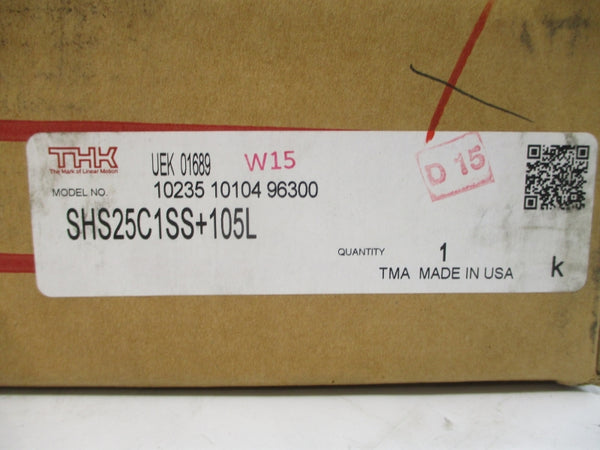 THK
The Mark of Linear Motion
UEK 01689 W15
D 15
MODEL NO. 10235 10104 96300
SHS25C1SS+105L
QUANTITY 1
TMA MADE IN USA
k